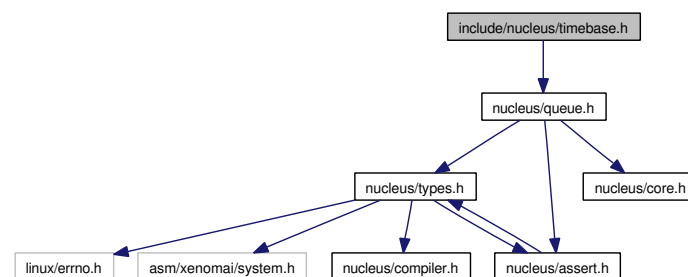 include/nucleus/timebase.h
nucleus/queue.h
nucleus/types.h
nucleus/core.h
linux/errno.h
asm/xenomai/system.h
nucleus/compiler.h
nucleus/assert.h